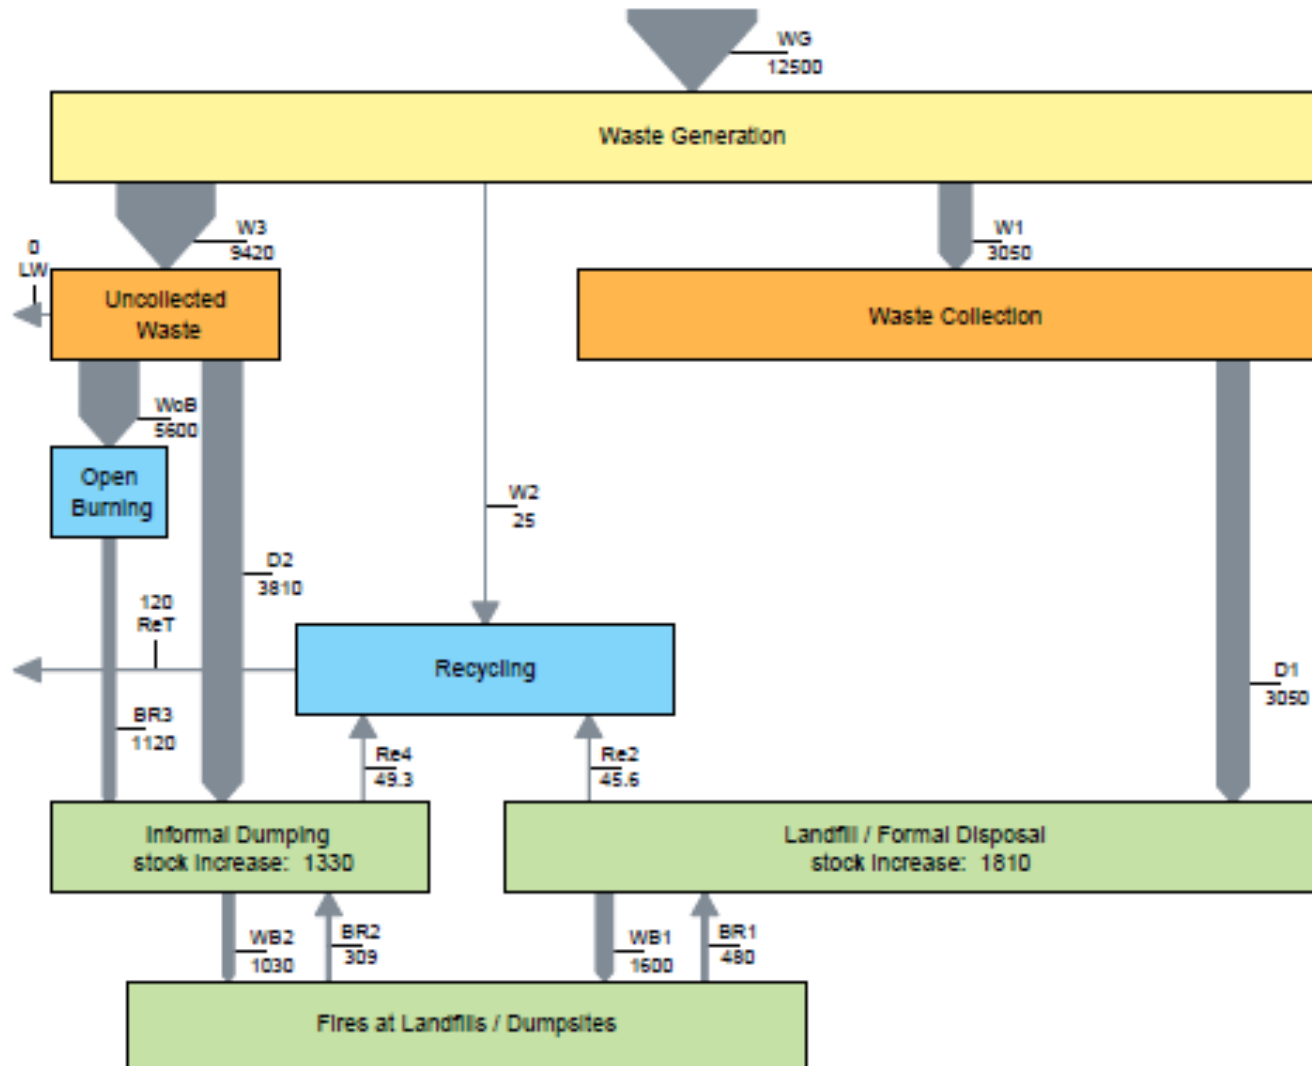 WG
12500
Waste Generation
W3
9420
W1
3050
0
LW
Uncollected
Waste
Waste Collection
WoB
5600
Open
Burning
W2
25
D2
3810
120
ReT
Recycling
D1
3050
BR3
1120
Re4
49.3
Re2
45.6
Informal Dumping
stock increase: 1330
Landfill / Formal Disposal
stock increase: 1810
WB2
1030
BR2
309
WB1
1600
BR1
480
Fires at Landfills / Dumpsites